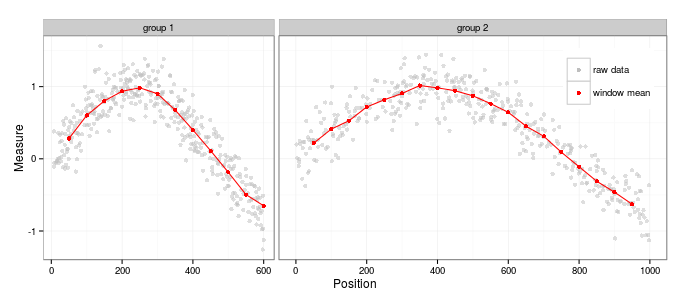 group 1
group 2
raw data
window mean
Measure
1
0
-1
0
200
400
600
0
200
400
600
800
1000
Position